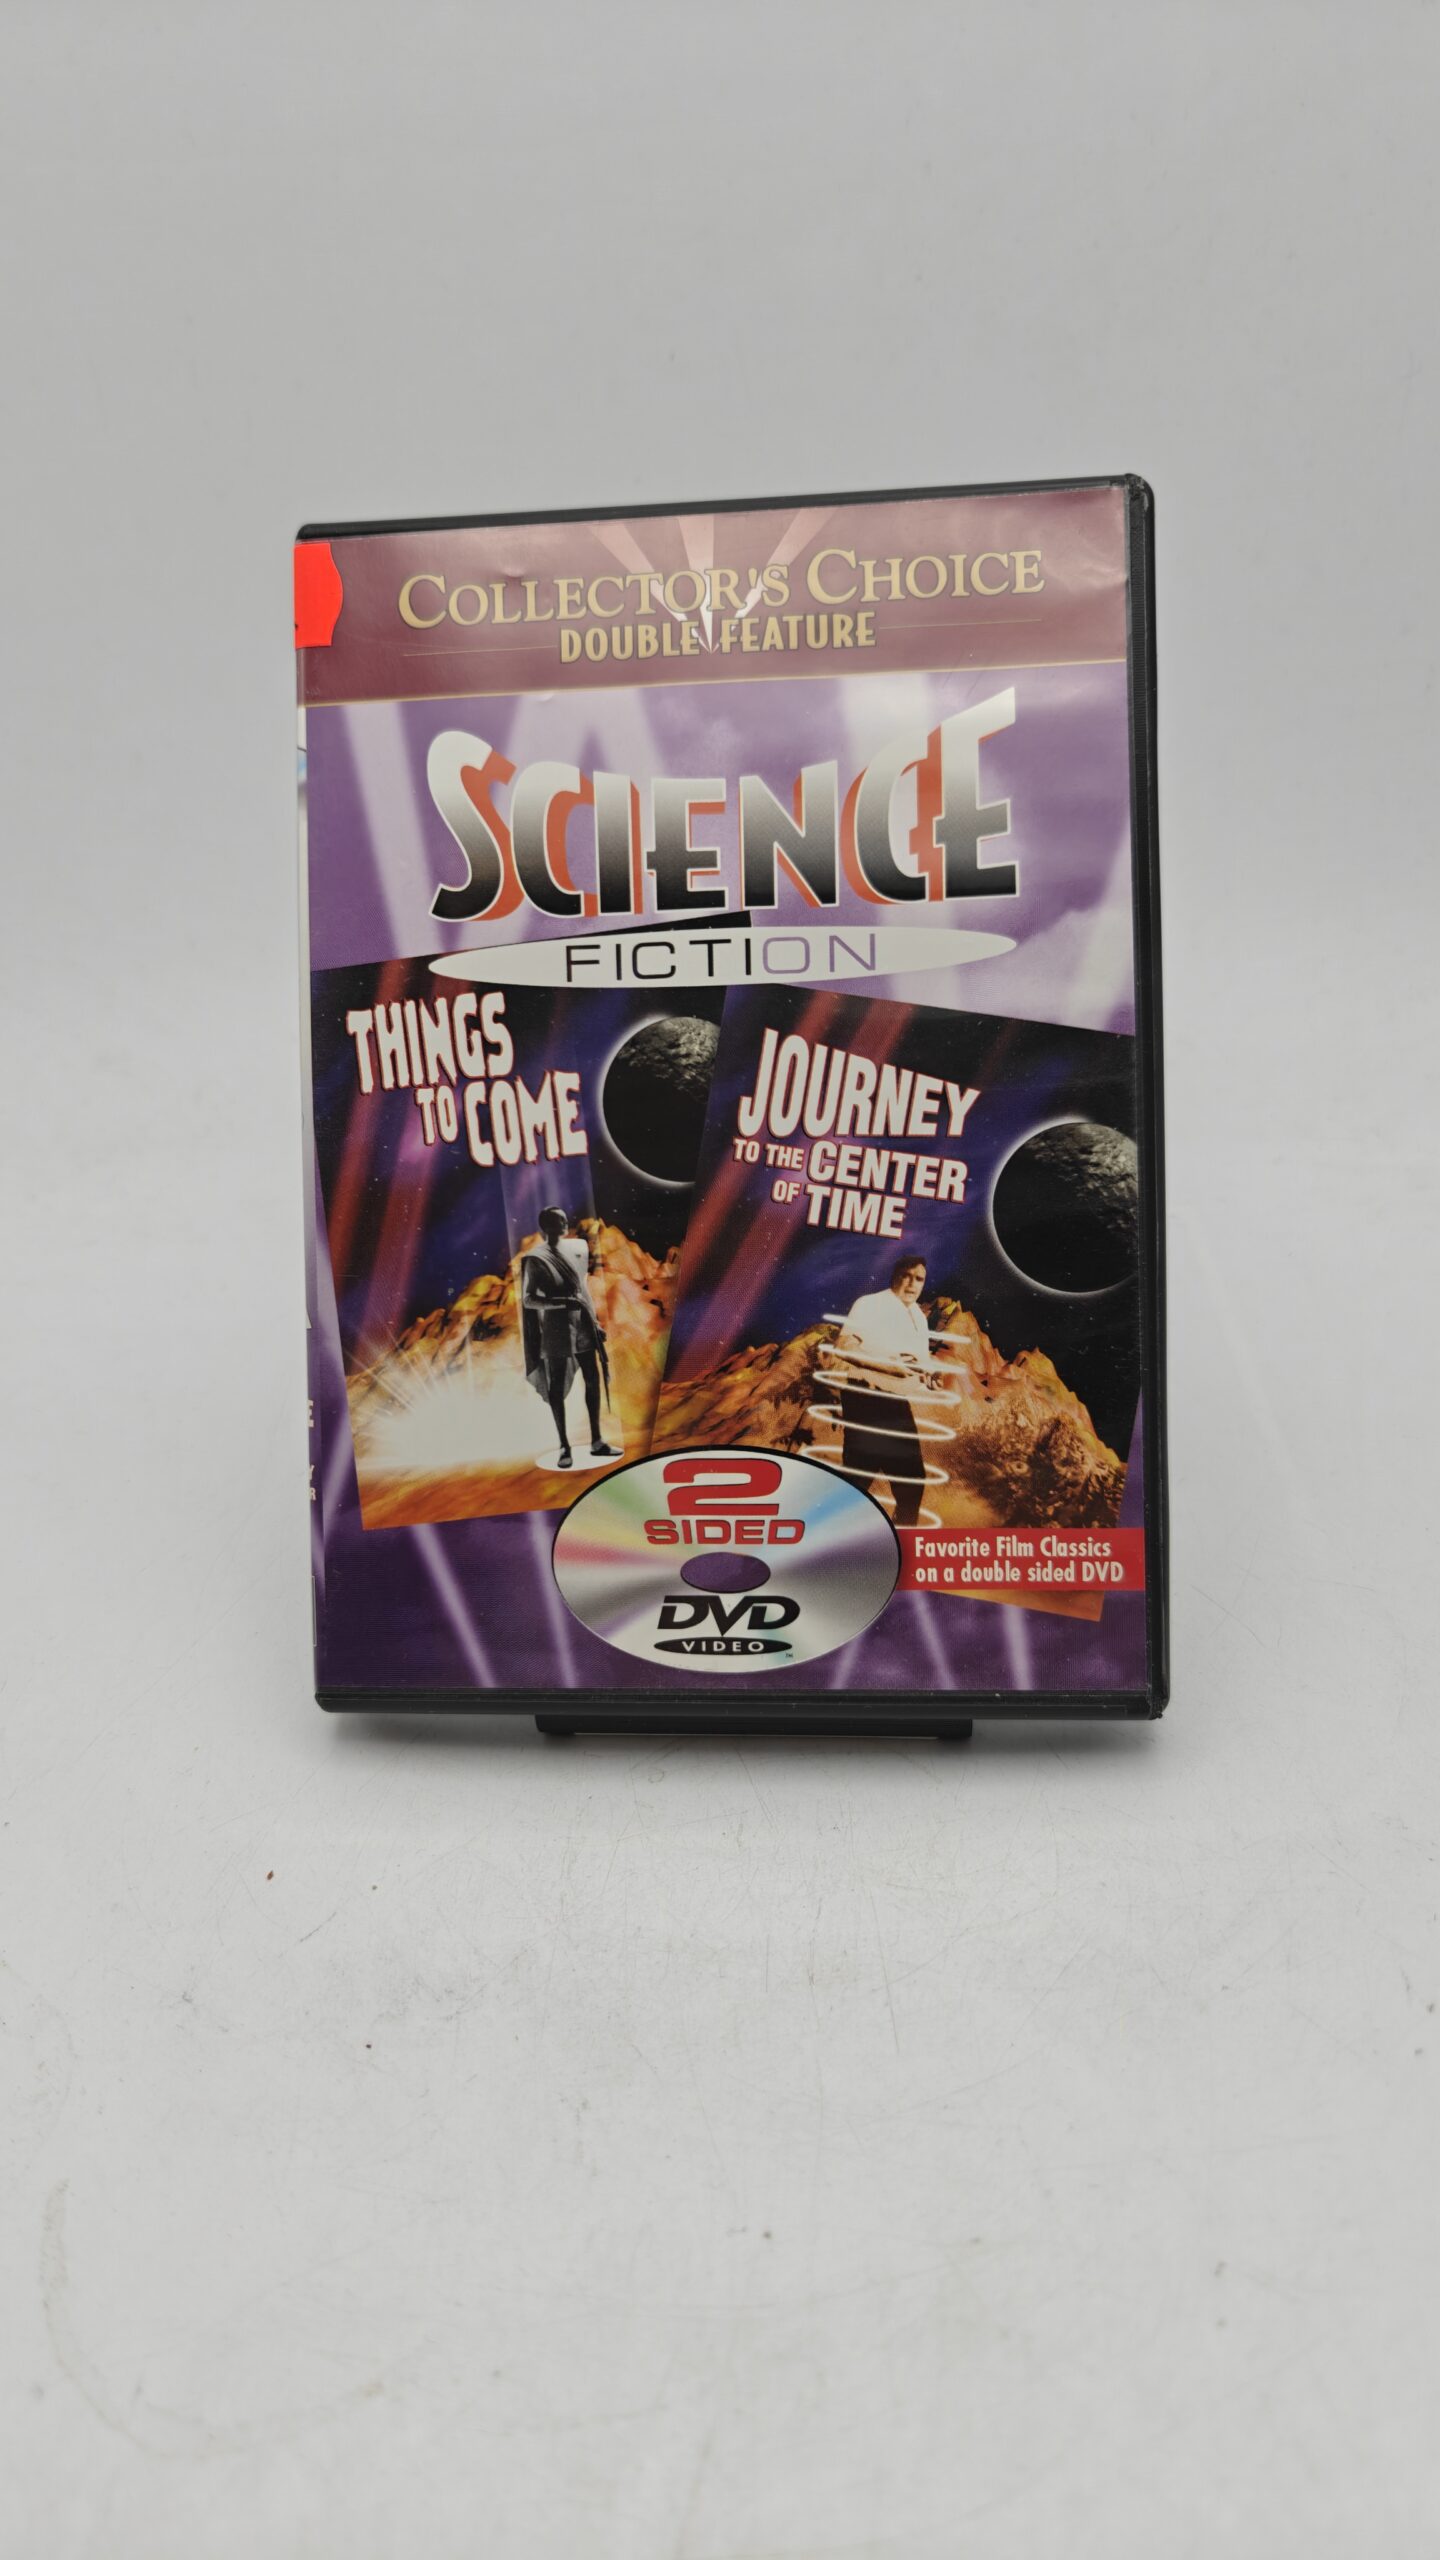 COLLECTOR'S CHOICE
DOUBLE FEATURE
SCIENCE
FICTION
THINGS
TO COME
JOURNEY
TO THE CENTER
OF TIME
2
SIDED
DVD
VIDEO
TM
Favorite Film Classics
on a double sided DVD